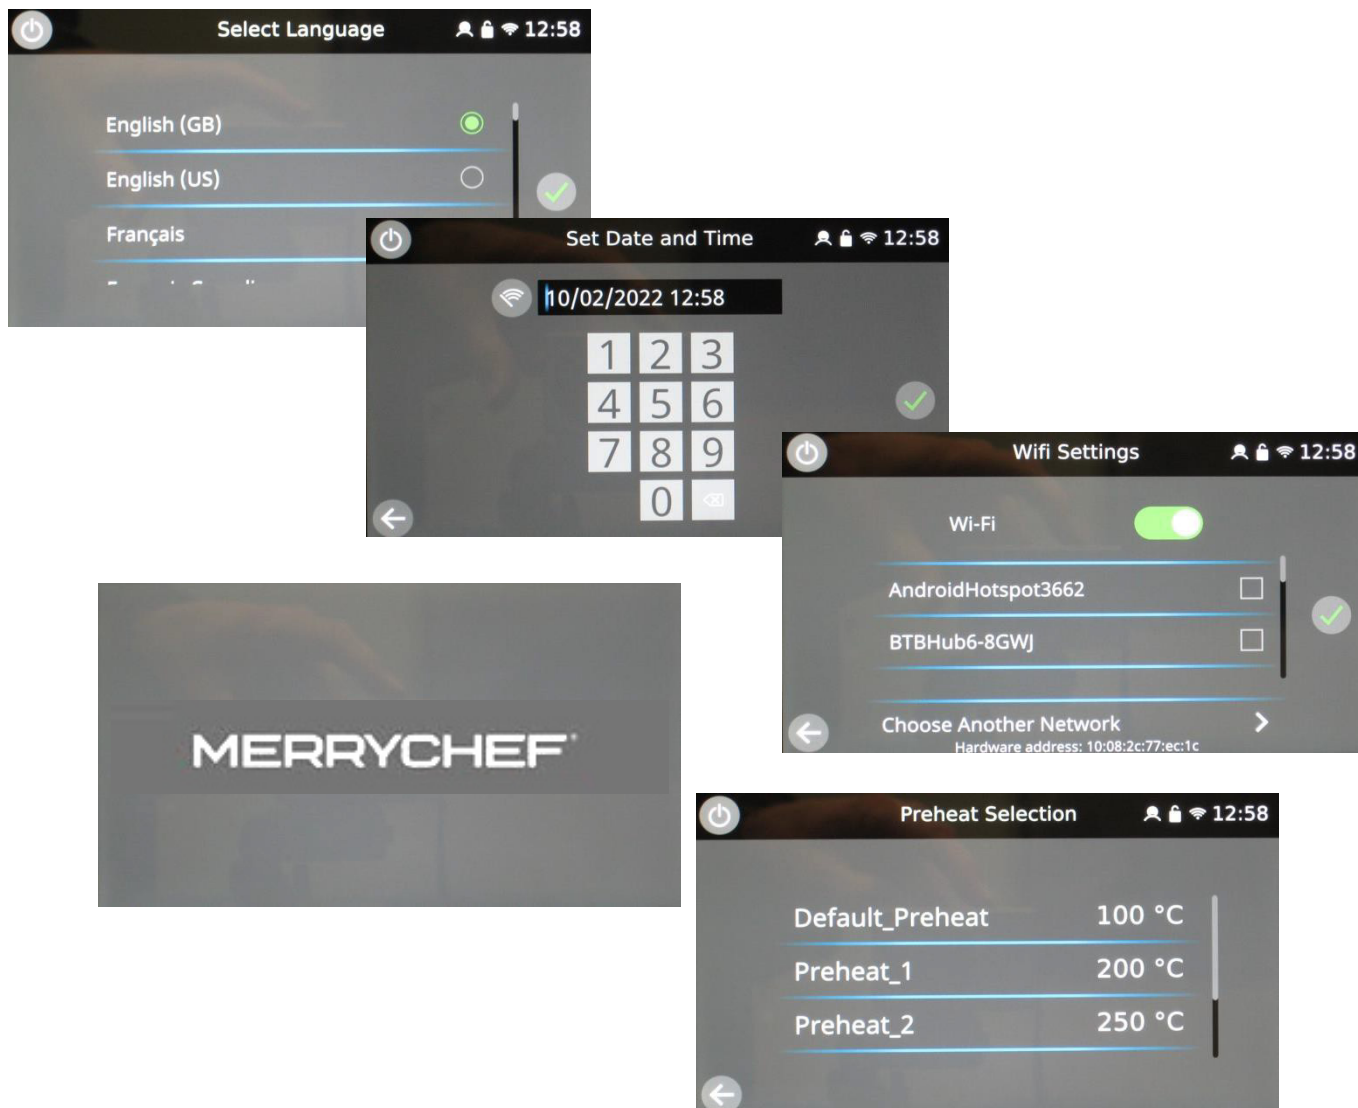 Select Language
12:58
English (GB)
English (US)
Français
Set Date and Time
12:58
10/02/2022 12:58
1 2 3
4 5 6
7 8 9
0
Wifi Settings
12:58
Wi-Fi
AndroidHotspot3662
BTBHub6-8GWJ
Choose Another Network
Hardware address: 10:08:2c:77:ec:1c
MERRYCHEF®
Preheat Selection
12:58
Default_Preheat 100 °C
Preheat_1 200 °C
Preheat_2 250 °C